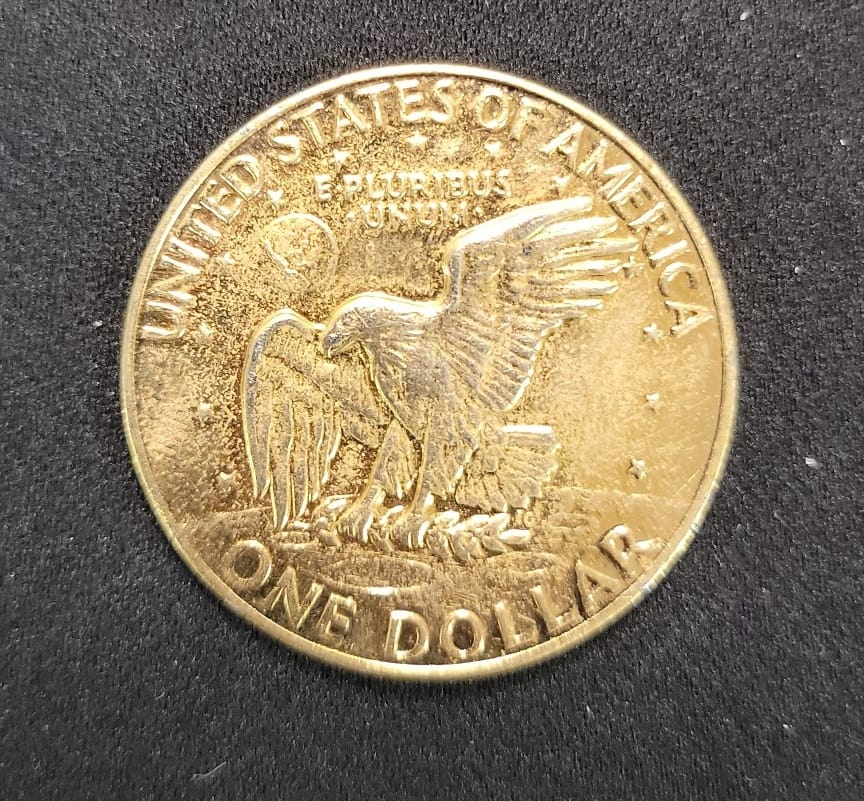 UNITED STATES OF AMERICA
E PLURIBUS
·UNUM·
ONE DOLLAR